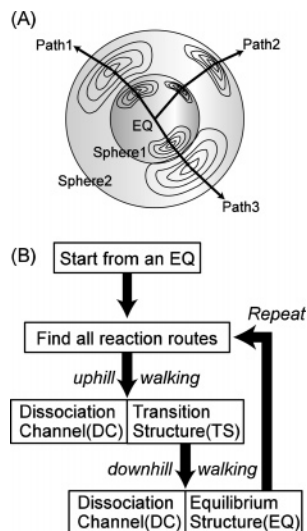 (A)
Path1
Path2
EQ
Sphere1
Sphere2
Path3
(B)
Start from an EQ
Repeat
Find all reaction routes
uphill walking
Dissociation Transition
Channel(DC) Structure(TS)
downhill walking
Dissociation Equilibrium
Channel(DC) Structure(EQ)